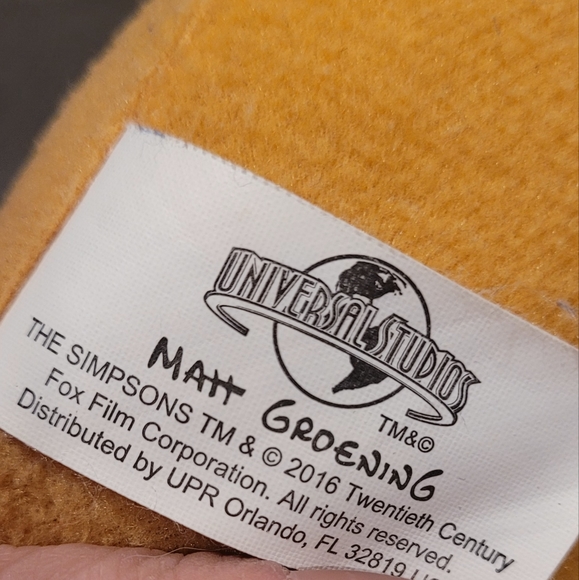 UNIVERSAL STUDIOS
TM&©
MATT GROENING
THE SIMPSONS TM & © 2016 Twentieth Century
Fox Film Corporation. All rights reserved.
Distributed by UPR Orlando, FL 32819